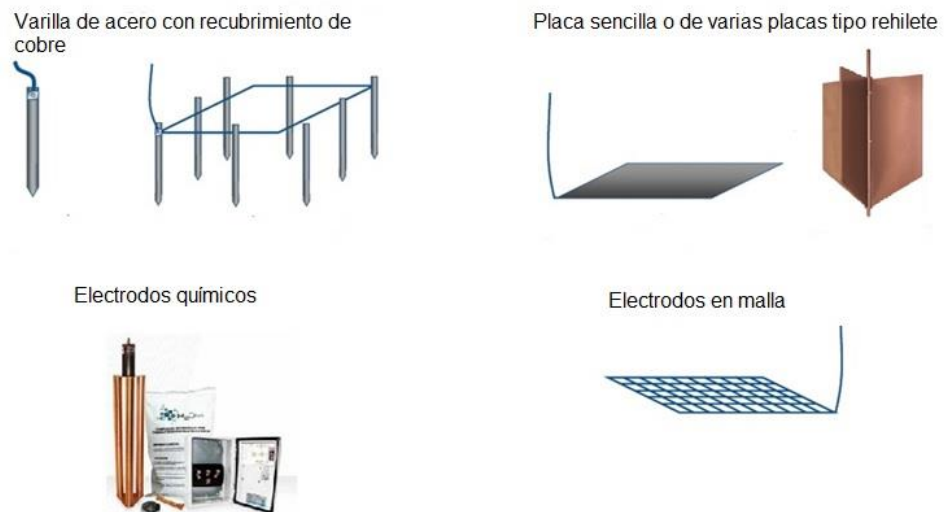 Varilla de acero con recubrimiento de
cobre
Placa sencilla o de varias placas tipo rehilete
Electrodos químicos
Electrodos en malla